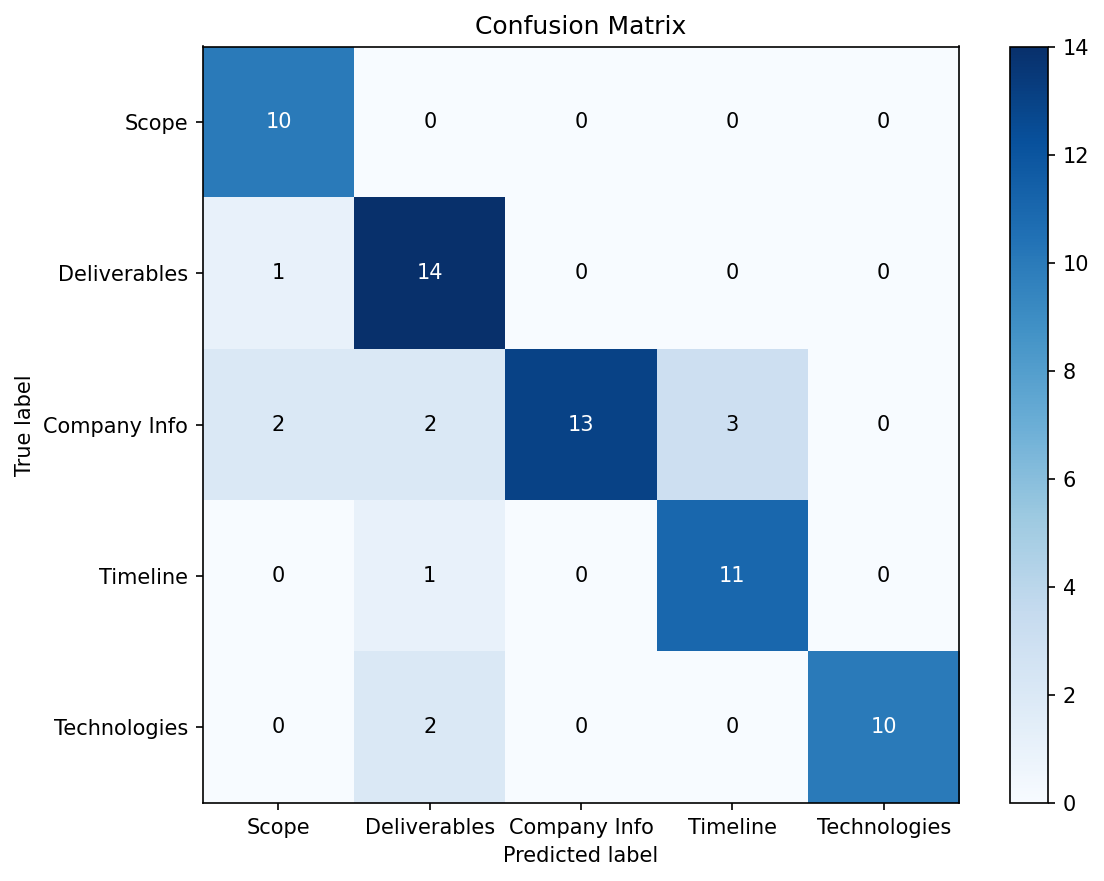 Confusion Matrix
True label
Scope 10 0 0 0 0
Deliverables 1 14 0 0 0
Company Info 2 2 13 3 0
Timeline 0 1 0 11 0
Technologies 0 2 0 0 10
Scope Deliverables Company Info Timeline Technologies
Predicted label
14
12
10
8
6
4
2
0